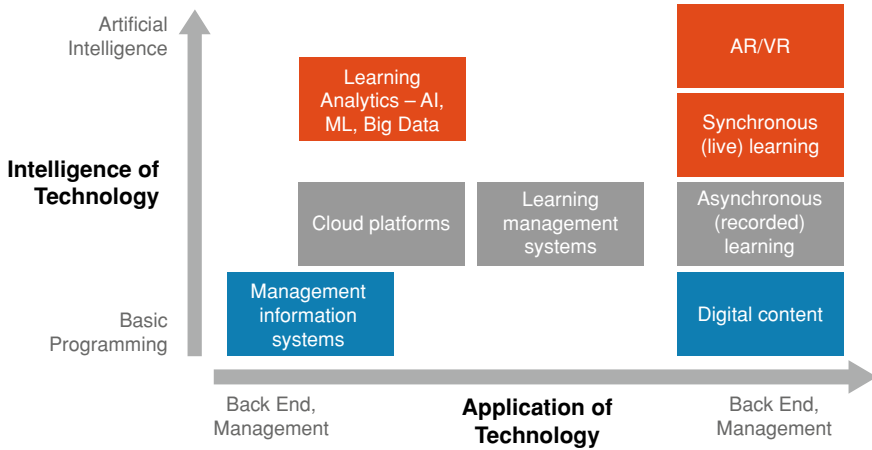 Artificial
Intelligence
AR/VR
Learning
Analytics – AI,
ML, Big Data
Synchronous
(live) learning
Intelligence of
Technology
Cloud platforms
Learning
management
systems
Asynchronous
(recorded)
learning
Management
information
systems
Digital content
Basic
Programming
Back End,
Management
Application of
Technology
Back End,
Management